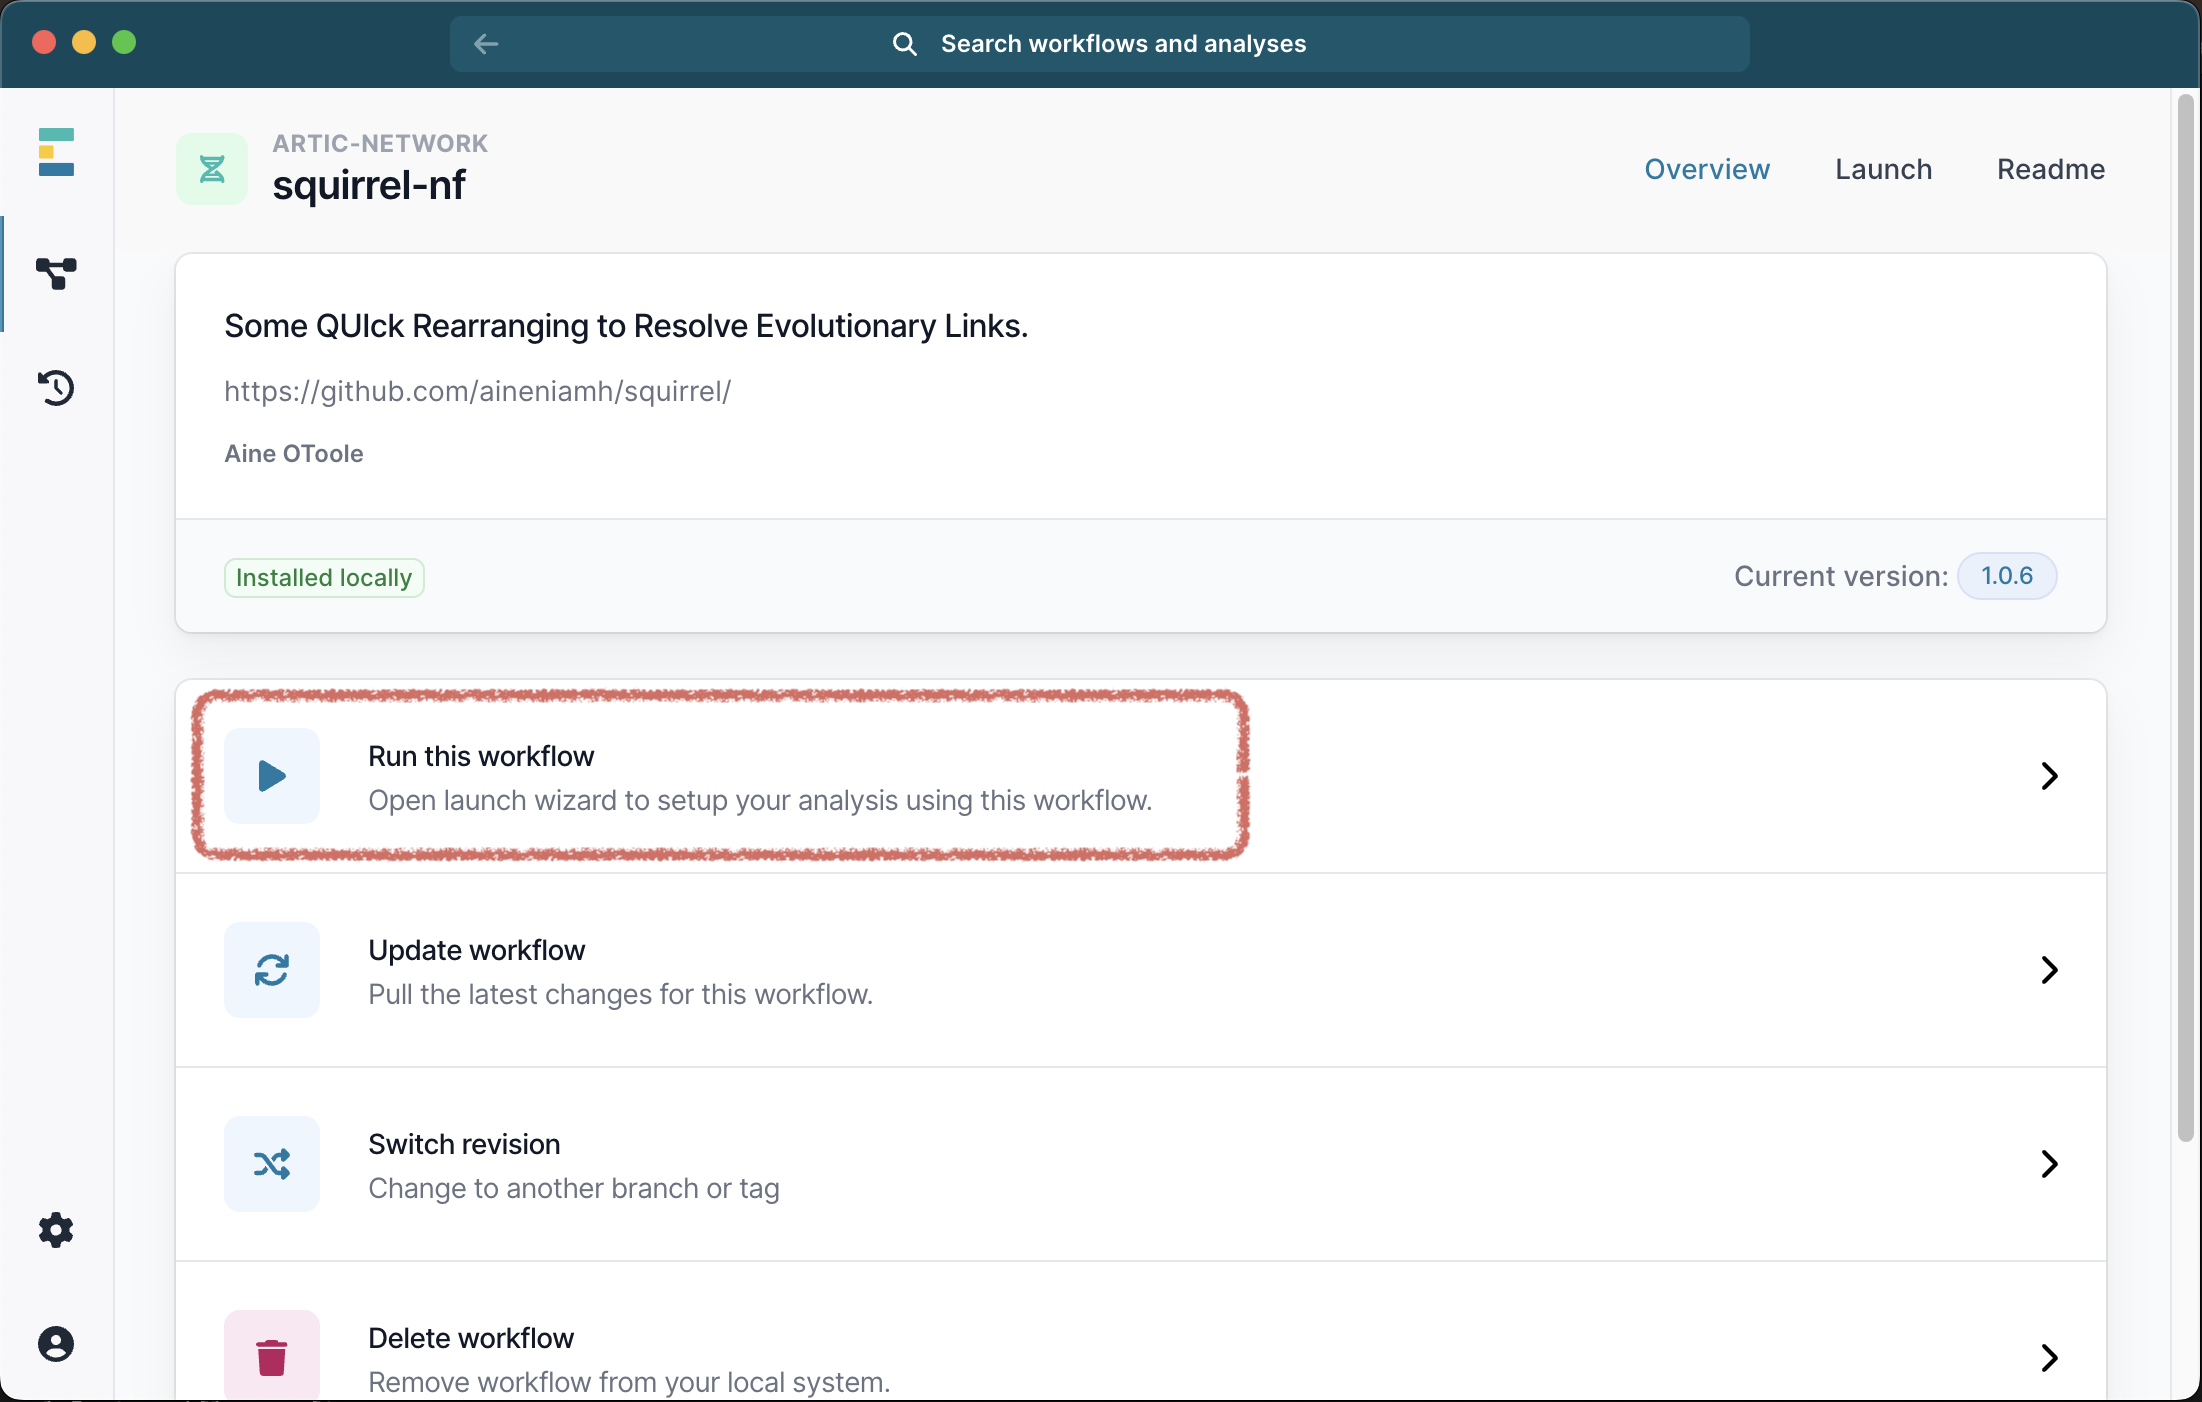 Search workflows and analyses
ARTIC-NETWORK
squirrel-nf
Overview
Launch
Readme
Some QUIck Rearranging to Resolve Evolutionary Links.
https://github.com/aineniamh/squirrel/
Aine OToole
Installed locally
Current version: 1.0.6
Run this workflow
Open launch wizard to setup your analysis using this workflow.
Update workflow
Pull the latest changes for this workflow.
Switch revision
Change to another branch or tag
Delete workflow
Remove workflow from your local system.